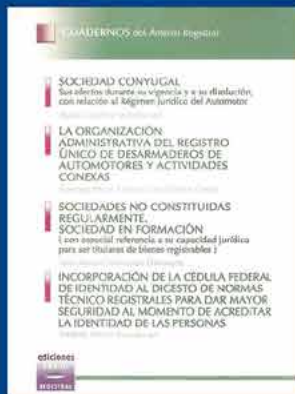 CUADERNOS del Ámbito Registral
SOCIEDAD CONYUGAL
Sus efectos durante su vigencia y a su disolución,
con relación al Régimen Jurídico del Automotor
LA ORGANIZACIÓN
ADMINISTRATIVA DEL REGISTRO
ÚNICO DE DESARMADEROS DE
AUTOMOTORES Y ACTIVIDADES
CONEXAS
SOCIEDADES NO CONSTITUIDAS
REGULARMENTE.
SOCIEDAD EN FORMACIÓN
( con especial referencia a su capacidad jurídica
para ser titulares de bienes registrables )
INCORPORACIÓN DE LA CÉDULA FEDERAL
DE IDENTIDAD AL DIGESTO DE NORMAS
TÉCNICO REGISTRALES PARA DAR MAYOR
SEGURIDAD AL MOMENTO DE ACREDITAR
LA IDENTIDAD DE LAS PERSONAS
ediciones
REGISTRAL